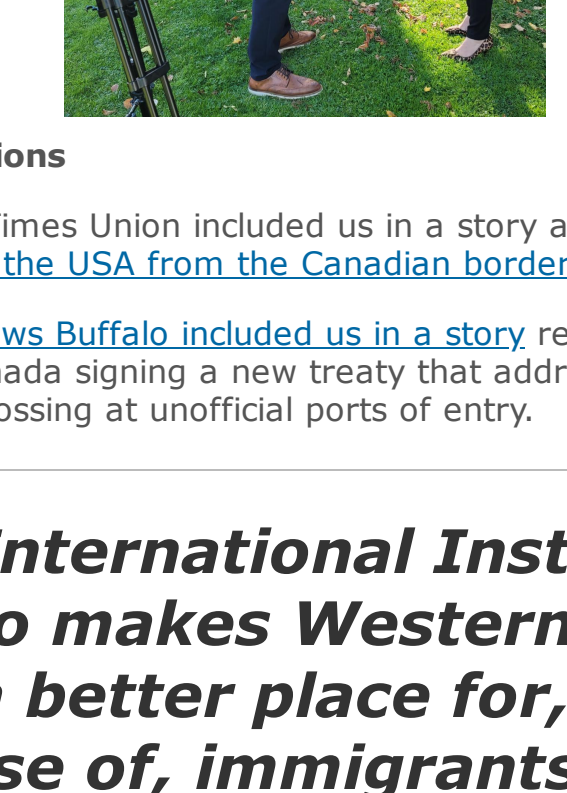 ions
Times Union included us in a story a
the USA from the Canadian border
ws Buffalo included us in a story re
nada signing a new treaty that addr
ossing at unofficial ports of entry.
International Inst
o makes Western
better place for,
se of, immigrants